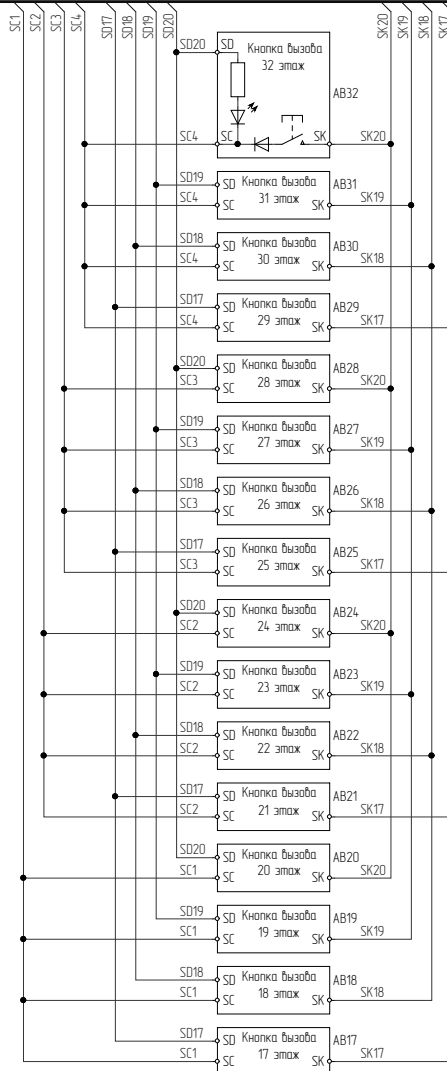 SC1
SC2
SC3
SC4
SD17
SD18
SD19
SD20
SK20
SK19
SK18
SK17
SD20
SD
Кнопка вызова
32 этаж
AB32
SC4
SC
SK
SK20
SD19
SD
Кнопка вызова
AB31
SC4
SC
31 этаж
SK
SK19
SD18
SD
Кнопка вызова
AB30
SC4
SC
30 этаж
SK
SK18
SD17
SD
Кнопка вызова
AB29
SC4
SC
29 этаж
SK
SK17
SD20
SD
Кнопка вызова
AB28
SC3
SC
28 этаж
SK
SK20
SD19
SD
Кнопка вызова
AB27
SC3
SC
27 этаж
SK
SK19
SD18
SD
Кнопка вызова
AB26
SC3
SC
26 этаж
SK
SK18
SD17
SD
Кнопка вызова
AB25
SC3
SC
25 этаж
SK
SK17
SD20
SD
Кнопка вызова
AB24
SC2
SC
24 этаж
SK
SK20
SD19
SD
Кнопка вызова
AB23
SC2
SC
23 этаж
SK
SK19
SD18
SD
Кнопка вызова
AB22
SC2
SC
22 этаж
SK
SK18
SD17
SD
Кнопка вызова
AB21
SC2
SC
21 этаж
SK
SK17
SD20
SD
Кнопка вызова
AB20
SC1
SC
20 этаж
SK
SK20
SD19
SD
Кнопка вызова
AB19
SC1
SC
19 этаж
SK
SK19
SD18
SD
Кнопка вызова
AB18
SC1
SC
18 этаж
SK
SK18
SD17
SD
Кнопка вызова
AB17
SC1
SC
17 этаж
SK
SK17